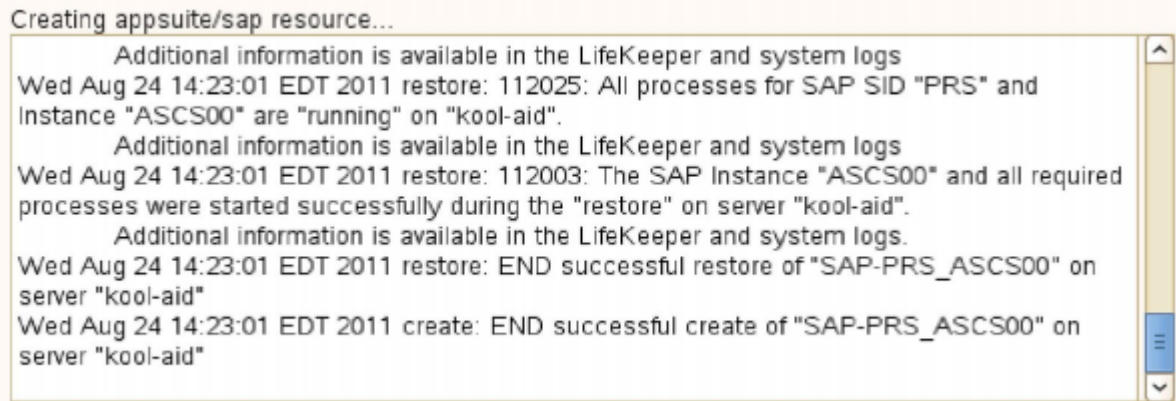 Creating appsuite/sap resource...
Additional information is available in the LifeKeeper and system logs
Wed Aug 24 14:23:01 EDT 2011 restore: 112025: All processes for SAP SID "PRS" and
Instance "ASCS00" are "running" on "kool-aid".
Additional information is available in the LifeKeeper and system logs
Wed Aug 24 14:23:01 EDT 2011 restore: 112003: The SAP Instance "ASCS00" and all required
processes were started successfully during the "restore" on server "kool-aid".
Additional information is available in the LifeKeeper and system logs.
Wed Aug 24 14:23:01 EDT 2011 restore: END successful restore of "SAP-PRS_ASCS00" on
server "kool-aid"
Wed Aug 24 14:23:01 EDT 2011 create: END successful create of "SAP-PRS_ASCS00" on
server "kool-aid"